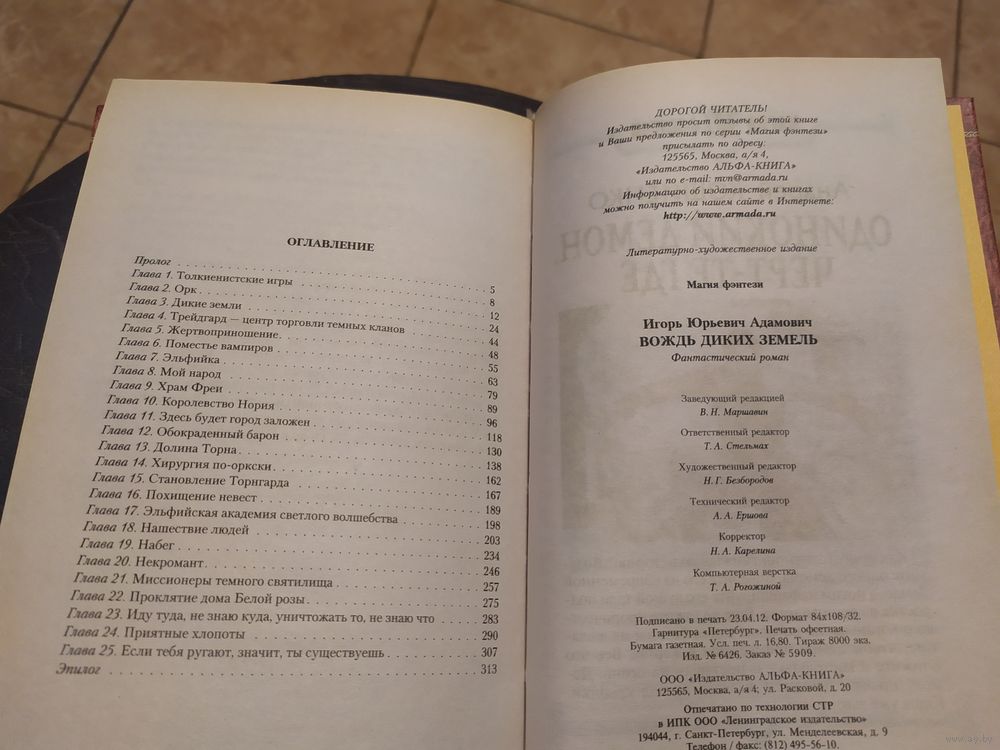 ОГЛАВЛЕНИЕ
Пролог . . . 5
Глава 1. Толкиенистские игры . . . 8
Глава 2. Орк . . . 12
Глава 3. Дикие земли . . . 24
Глава 4. Трейдгард — центр торговли темных кланов . . . 44
Глава 5. Жертвоприношение . . . 48
Глава 6. Поместье вампиров . . . 55
Глава 7. Эльфийка . . . 63
Глава 8. Мой народ . . . 79
Глава 9. Храм Фреи . . . 89
Глава 10. Королевство Нория . . . 96
Глава 11. Здесь будет город заложен . . . 118
Глава 12. Обокраденный барон . . . 130
Глава 13. Долина Торна . . . 138
Глава 14. Хирургия по-оркски . . . 162
Глава 15. Становление Торнгарда . . . 167
Глава 16. Похищение невест . . . 189
Глава 17. Эльфийская академия светлого волшебства . . . 198
Глава 18. Нашествие людей . . . 203
Глава 19. Набег . . . 234
Глава 20. Некромант . . . 246
Глава 21. Миссионеры темного святилища . . . 257
Глава 22. Проклятие дома Белой розы . . . 275
Глава 23. Иду туда, не знаю куда, уничтожать то, не знаю что . . . 283
Глава 24. Приятные хлопоты . . . 290
Глава 25. Если тебя ругают, значит, ты существуешь . . . 307
Эпилог . . . 313
ДОРОГОЙ ЧИТАТЕЛЬ!
Издательство просит отзывы об этой книге
и Ваши предложения по серии «Магия фэнтези»
присылать по адресу:
125565, Москва, а/я 4,
«Издательство АЛЬФА-КНИГА»
или по e-mail: mvn@armada.ru
Информацию об издательстве и книгах
можно получить на нашем сайте в Интернете:
http://www.armada.ru
Литературно-художественное издание
Магия фэнтези
Игорь Юрьевич Адамович
ВОЖДЬ ДИКИХ ЗЕМЕЛЬ
Фантастический роман
Заведующий редакцией
В. Н. Маршавин
Ответственный редактор
Т. А. Стельмах
Художественный редактор
Н. Г. Безбородов
Технический редактор
А. А. Ершова
Корректор
Н. А. Карелина
Компьютерная верстка
Т. А. Рогожиной
Подписано в печать 23.04.12. Формат 84х108/32.
Гарнитура «Петербург». Печать офсетная.
Бумага газетная. Усл. печ. л. 16,80. Тираж 8000 экз.
Изд. № 6426. Заказ № 5909.
ООО «Издательство АЛЬФА-КНИГА»
125565, Москва, а/я 4; ул. Расковой, д. 20
Отпечатано по технологии CTP
в ИПК ООО «Ленинградское издательство»
194044, г. Санкт-Петербург, ул. Менделеевская, д. 9
Телефон / факс: (812) 495-56-10.